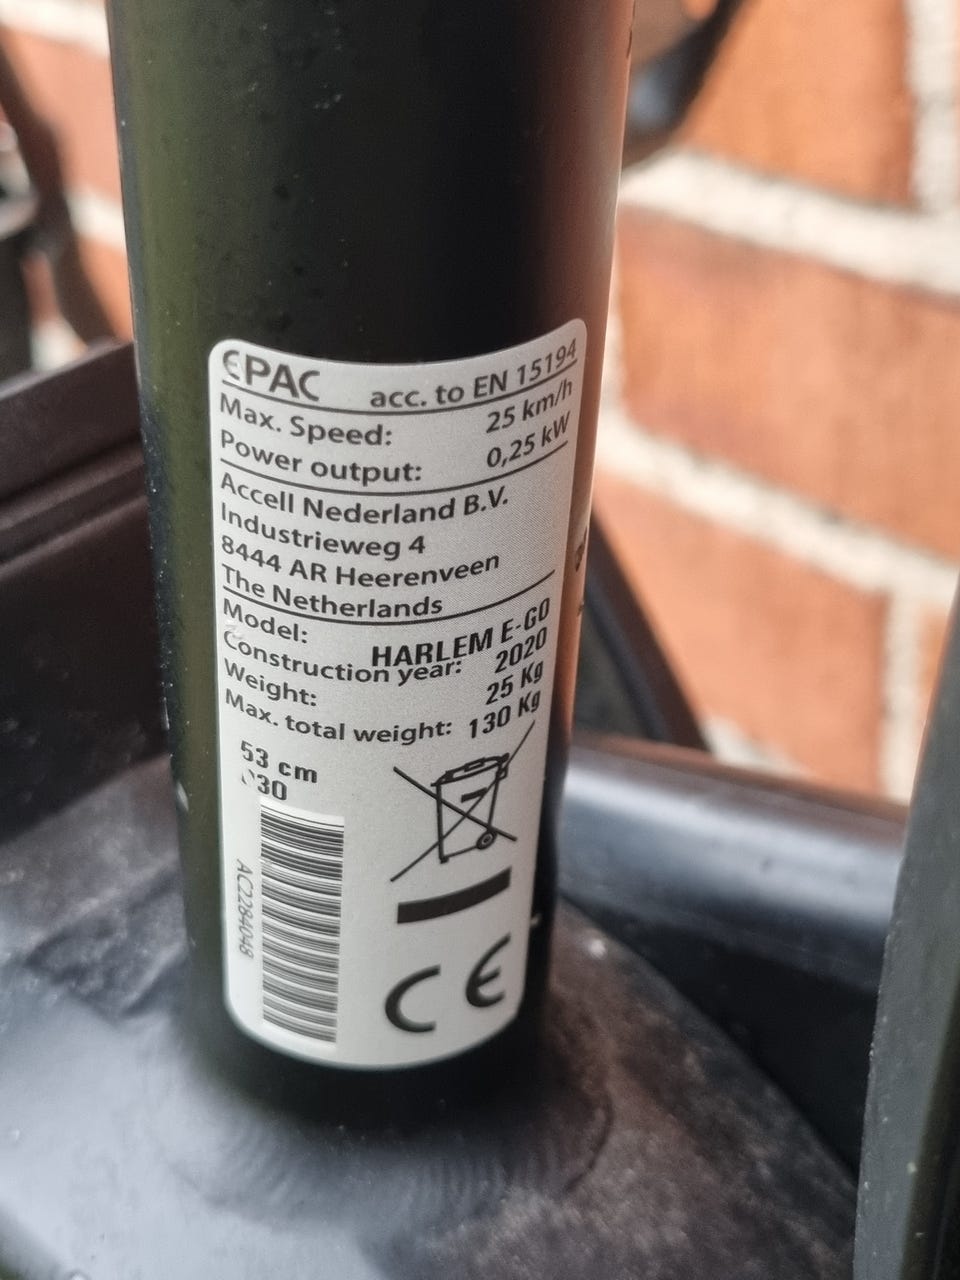 EPAC acc. to EN 15194
Max. Speed: 25 km/h
Power output: 0,25 kW
Accell Nederland B.V.
Industrieweg 4
8444 AR Heerenveen
The Netherlands
Model: HARLEM E-GO
Construction year: 2020
Weight: 25 Kg
Max. total weight: 130 Kg
53 cm
AC2284048
CE